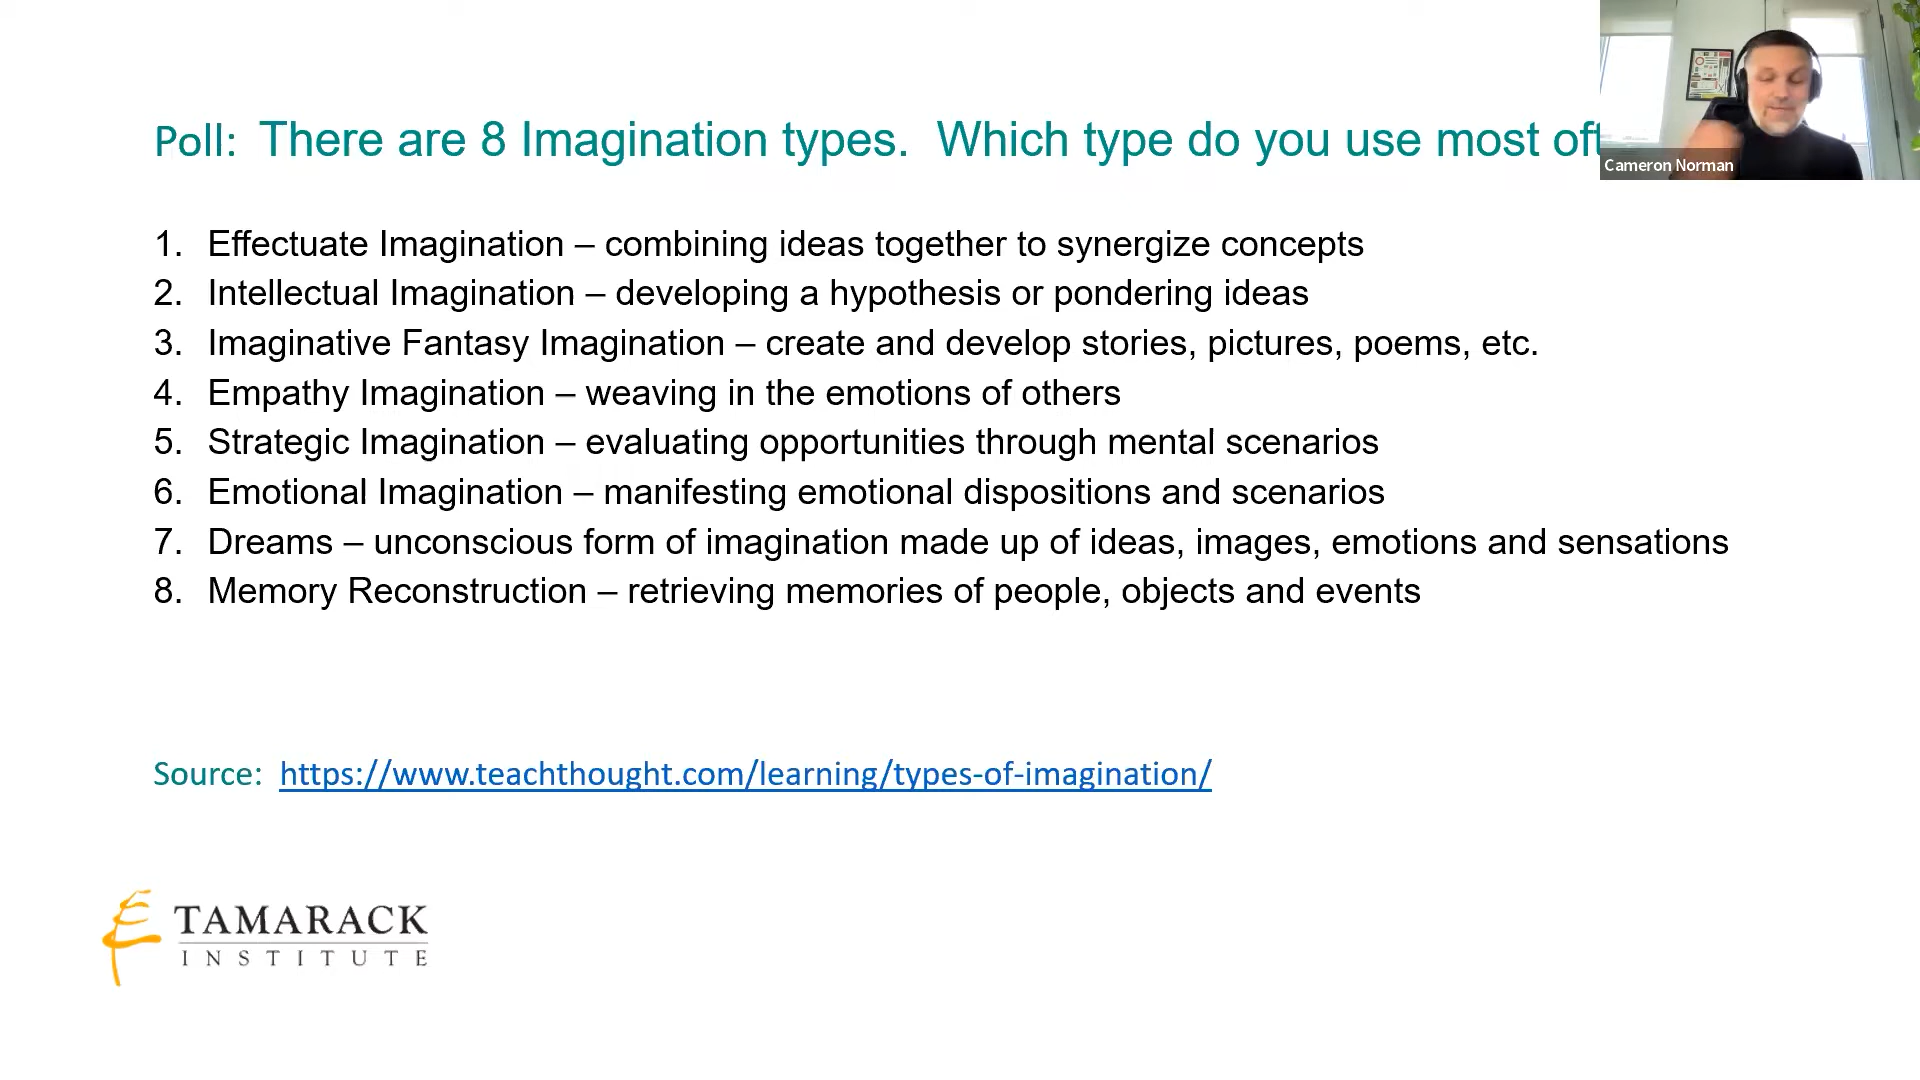 Poll:  There are 8 Imagination types.  Which type do you use most oft
Cameron Norman
1. Effectuate Imagination – combining ideas together to synergize concepts
2. Intellectual Imagination – developing a hypothesis or pondering ideas
3. Imaginative Fantasy Imagination – create and develop stories, pictures, poems, etc.
4. Empathy Imagination – weaving in the emotions of others
5. Strategic Imagination – evaluating opportunities through mental scenarios
6. Emotional Imagination – manifesting emotional dispositions and scenarios
7. Dreams – unconscious form of imagination made up of ideas, images, emotions and sensations
8. Memory Reconstruction – retrieving memories of people, objects and events
Source:  https://www.teachthought.com/learning/types-of-imagination/
TAMARACK
INSTITUTE